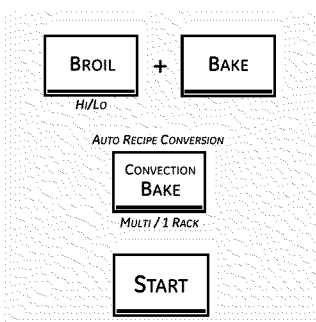 BROIL + BAKE
HI/LO
AUTO RECIPE CONVERSION
CONVECTION
BAKE
MULTI / 1 RACK
START